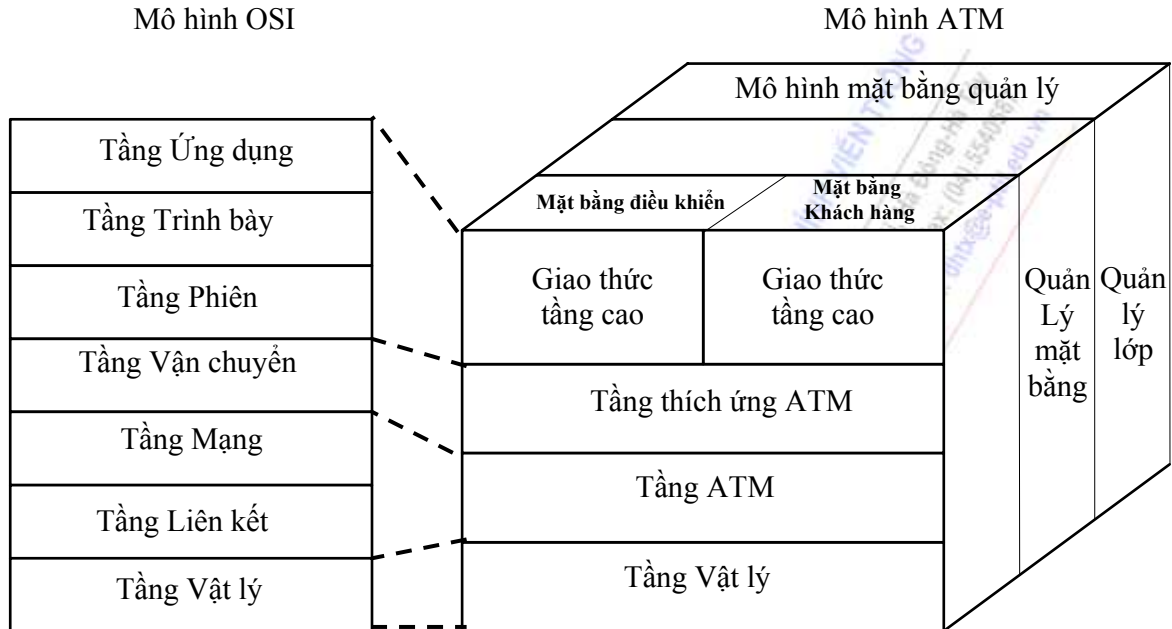 Mô hình OSI
Mô hình ATM
Tầng Ứng dụng
Tầng Trình bày
Tầng Phiên
Tầng Vận chuyển
Tầng Mạng
Tầng Liên kết
Tầng Vật lý
Mô hình mặt bằng quản lý
Mặt bằng điều khiển
Mặt bằng
Khách hàng
Giao thức
tầng cao
Giao thức
tầng cao
Tầng thích ứng ATM
Tầng ATM
Tầng Vật lý
Quản
Lý
mặt
bằng
Quản
lý
lớp